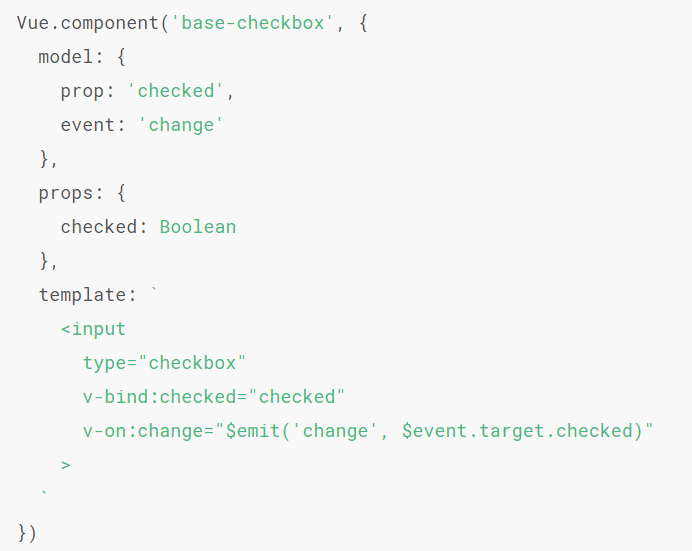 Vue.component('base-checkbox', {
  model: {
    prop: 'checked',
    event: 'change'
  },
  props: {
    checked: Boolean
  },
  template: `
    <input
      type="checkbox"
      v-bind:checked="checked"
      v-on:change="$emit('change', $event.target.checked)"
    >
  `
})